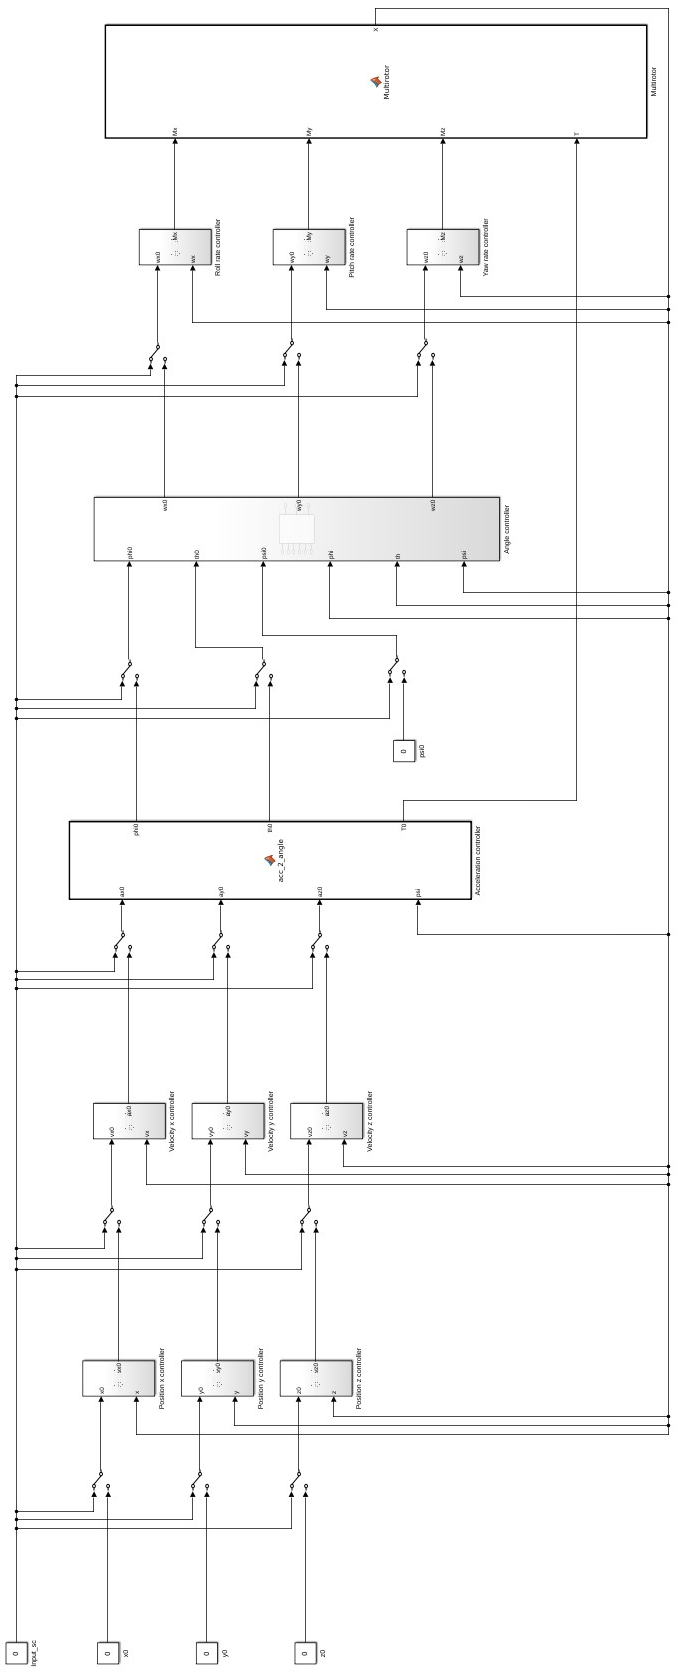 X
Multirotor
Multirotor
Mx
My
Mz
T
Mx
wx0
wx
Roll rate controller
My
wy0
wy
Pitch rate controller
Mz
wz0
wz
Yaw rate controller
wx0
wy0
wz0
phi0
th0
psi0
phi
th
psi
Angle controller
0
psi0
phi0
th0
T0
acc_2_angle
ax0
ay0
az0
psi
Acceleration controller
ax0
vx0
vx
Velocity x controller
ay0
vy0
vy
Velocity y controller
az0
vz0
vz
Velocity z controller
vx0
x0
x
Position x controller
vy0
y0
y
Position y controller
vz0
z0
z
Position z controller
0
Input_sc
0
x0
0
y0
0
z0